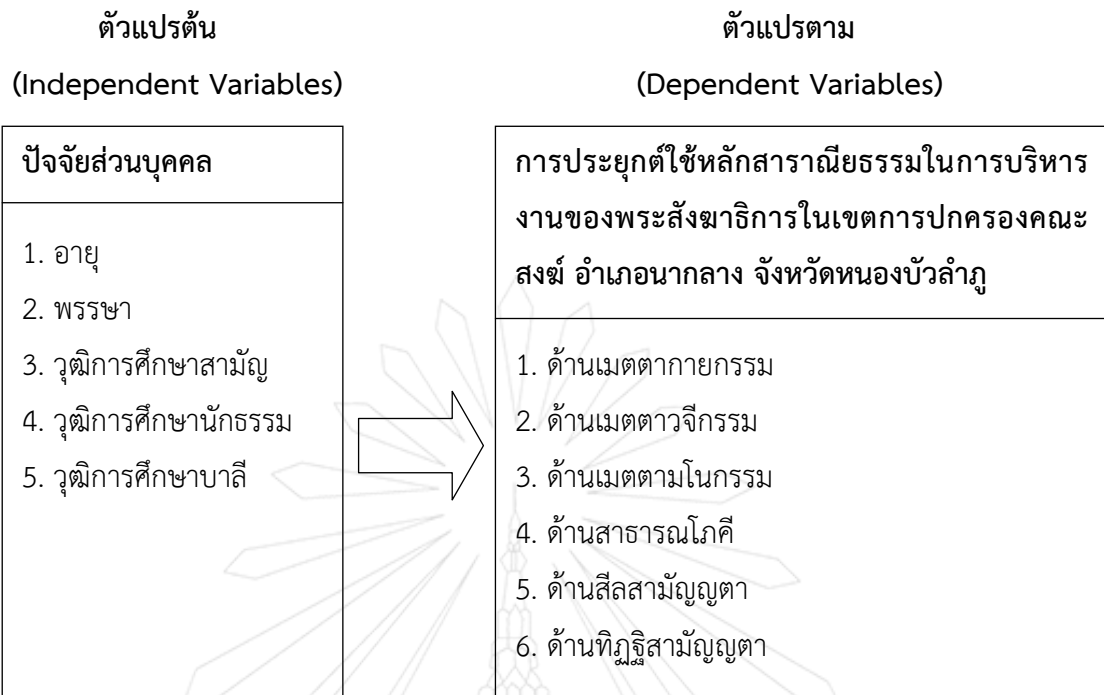 ตัวแปรต้น
(Independent Variables)
ปัจจัยส่วนบุคคล
1. อายุ
2. พรรษา
3. วุฒิการศึกษาสามัญ
4. วุฒิการศึกษานักธรรม
5. วุฒิการศึกษาบาลี
ตัวแปรตาม
(Dependent Variables)
การประยุกต์ใช้หลักสาราณียธรรมในการบริหาร
งานของพระสังฆาธิการในเขตการปกครองคณะ
สงฆ์ อำเภอนากลาง จังหวัดหนองบัวลำภู
1. ด้านเมตตากายกรรม
2. ด้านเมตตาวจีกรรม
3. ด้านเมตตามโนกรรม
4. ด้านสาธารณโภคี
5. ด้านสีลสามัญญตา
6. ด้านทิฏฐิสามัญญตา